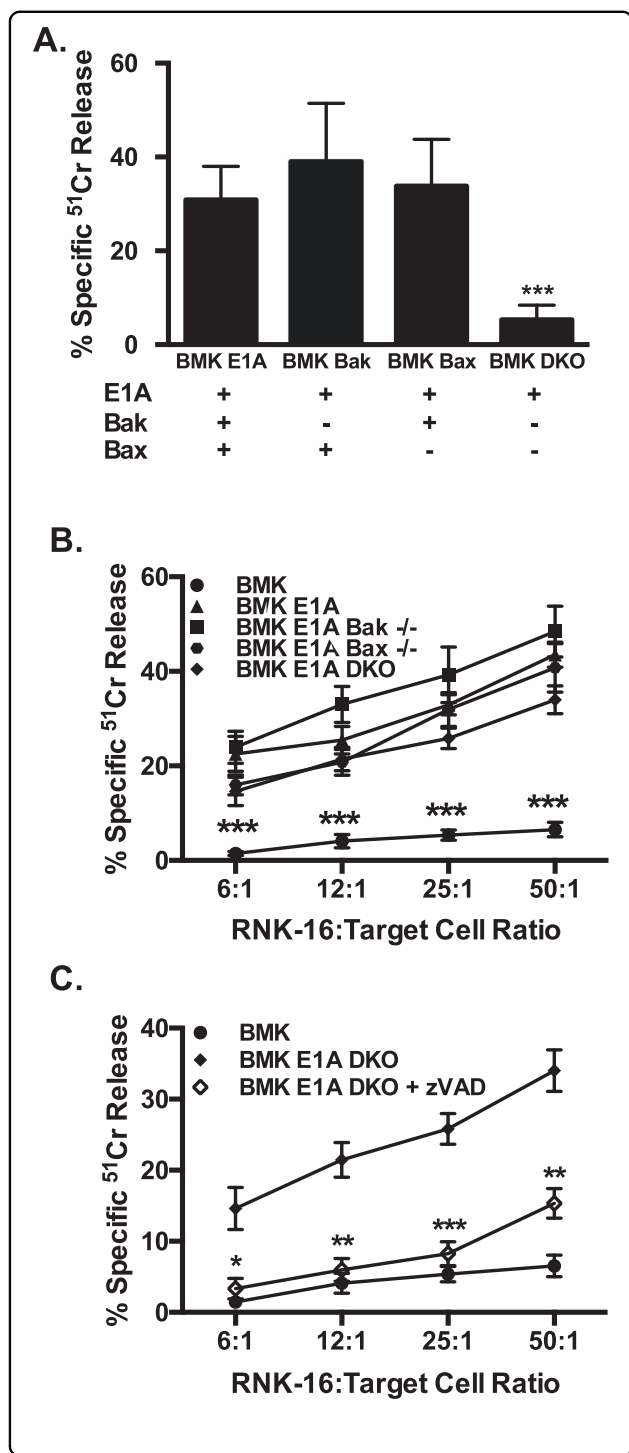 A.
% Specific ⁵¹Cr Release
60
40
20
0
***
BMK E1A BMK Bak BMK Bax BMK DKO
E1A + + + +
Bak + - + -
Bax + + - -
B.
% Specific ⁵¹Cr Release
60
40
20
0
BMK
BMK E1A
BMK E1A Bak -/-
BMK E1A Bax -/-
BMK E1A DKO
*** *** *** ***
6:1 12:1 25:1 50:1
RNK-16:Target Cell Ratio
C.
% Specific ⁵¹Cr Release
40
30
20
10
0
BMK
BMK E1A DKO
BMK E1A DKO + zVAD
* ** *** **
6:1 12:1 25:1 50:1
RNK-16:Target Cell Ratio